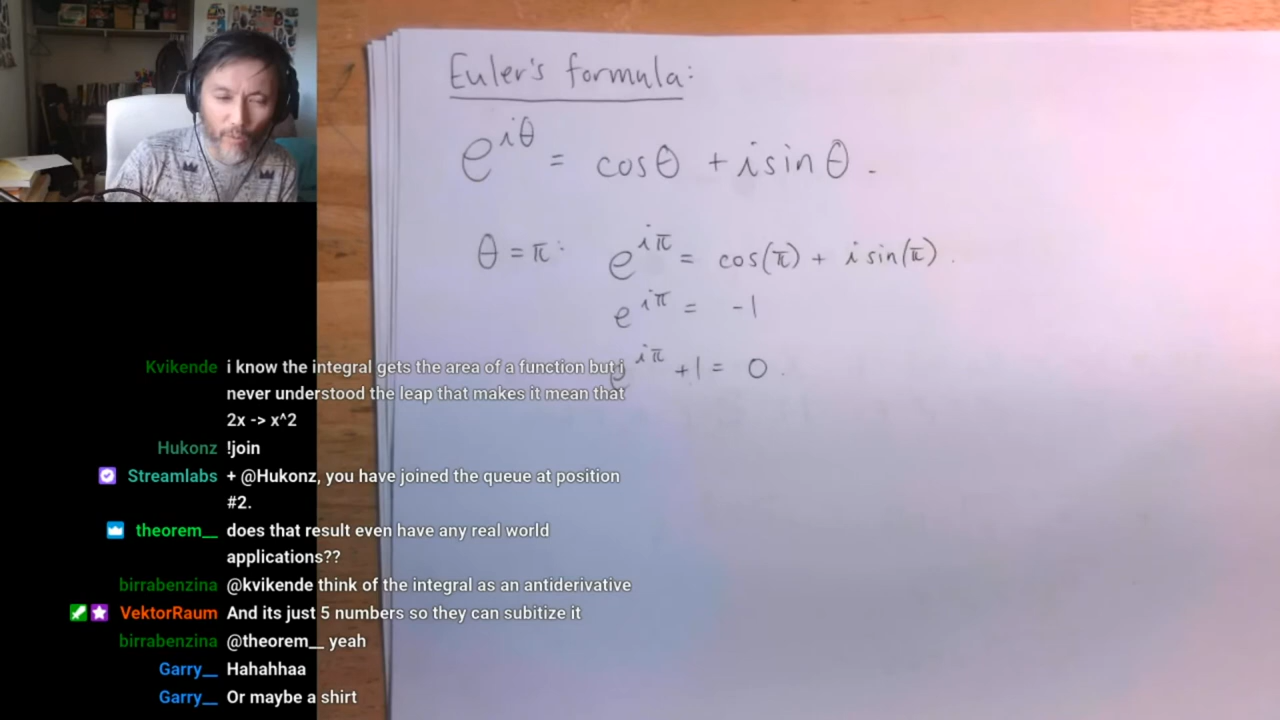 Euler's formula:
e^{iθ} = cosθ + i sin θ.
θ = π: e^{iπ} = cos(π) + i sin(π).
e^{iπ} = -1
e^{iπ} + 1 = 0.
Kvikende i know the integral gets the area of a function but i
never understood the leap that makes it mean that
2x -> x^2
Hukonz !join
Streamlabs + @Hukonz, you have joined the queue at position
#2.
theorem__ does that result even have any real world
applications??
birrabenzina @kvikende think of the integral as an antiderivative
VektorRaum And its just 5 numbers so they can subitize it
birrabenzina @theorem__ yeah
Garry__ Hahahhaa
Garry__ Or maybe a shirt